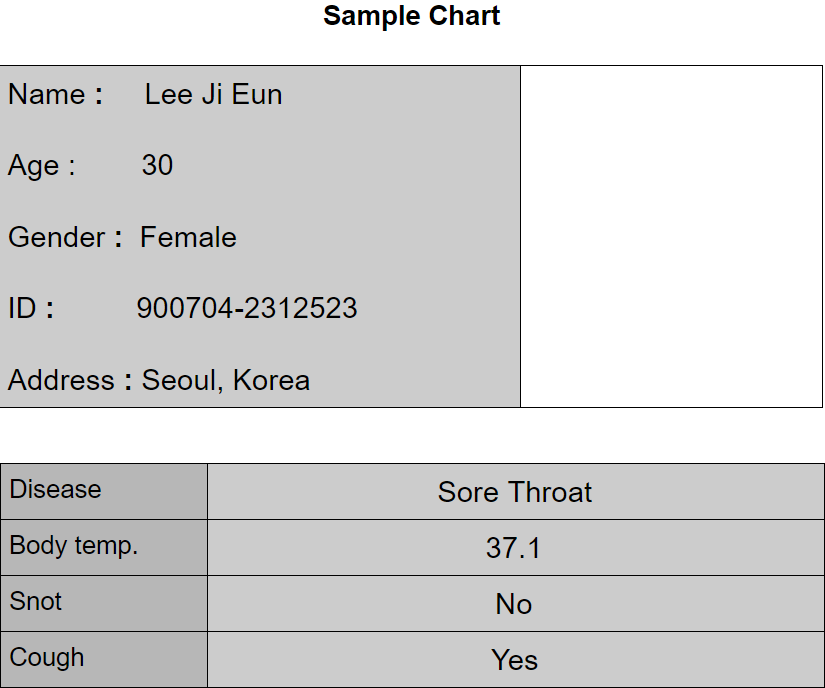 Sample Chart
Name : Lee Ji Eun
Age : 30
Gender : Female
ID : 900704-2312523
Address : Seoul, Korea
Disease Sore Throat
Body temp. 37.1
Snot No
Cough Yes